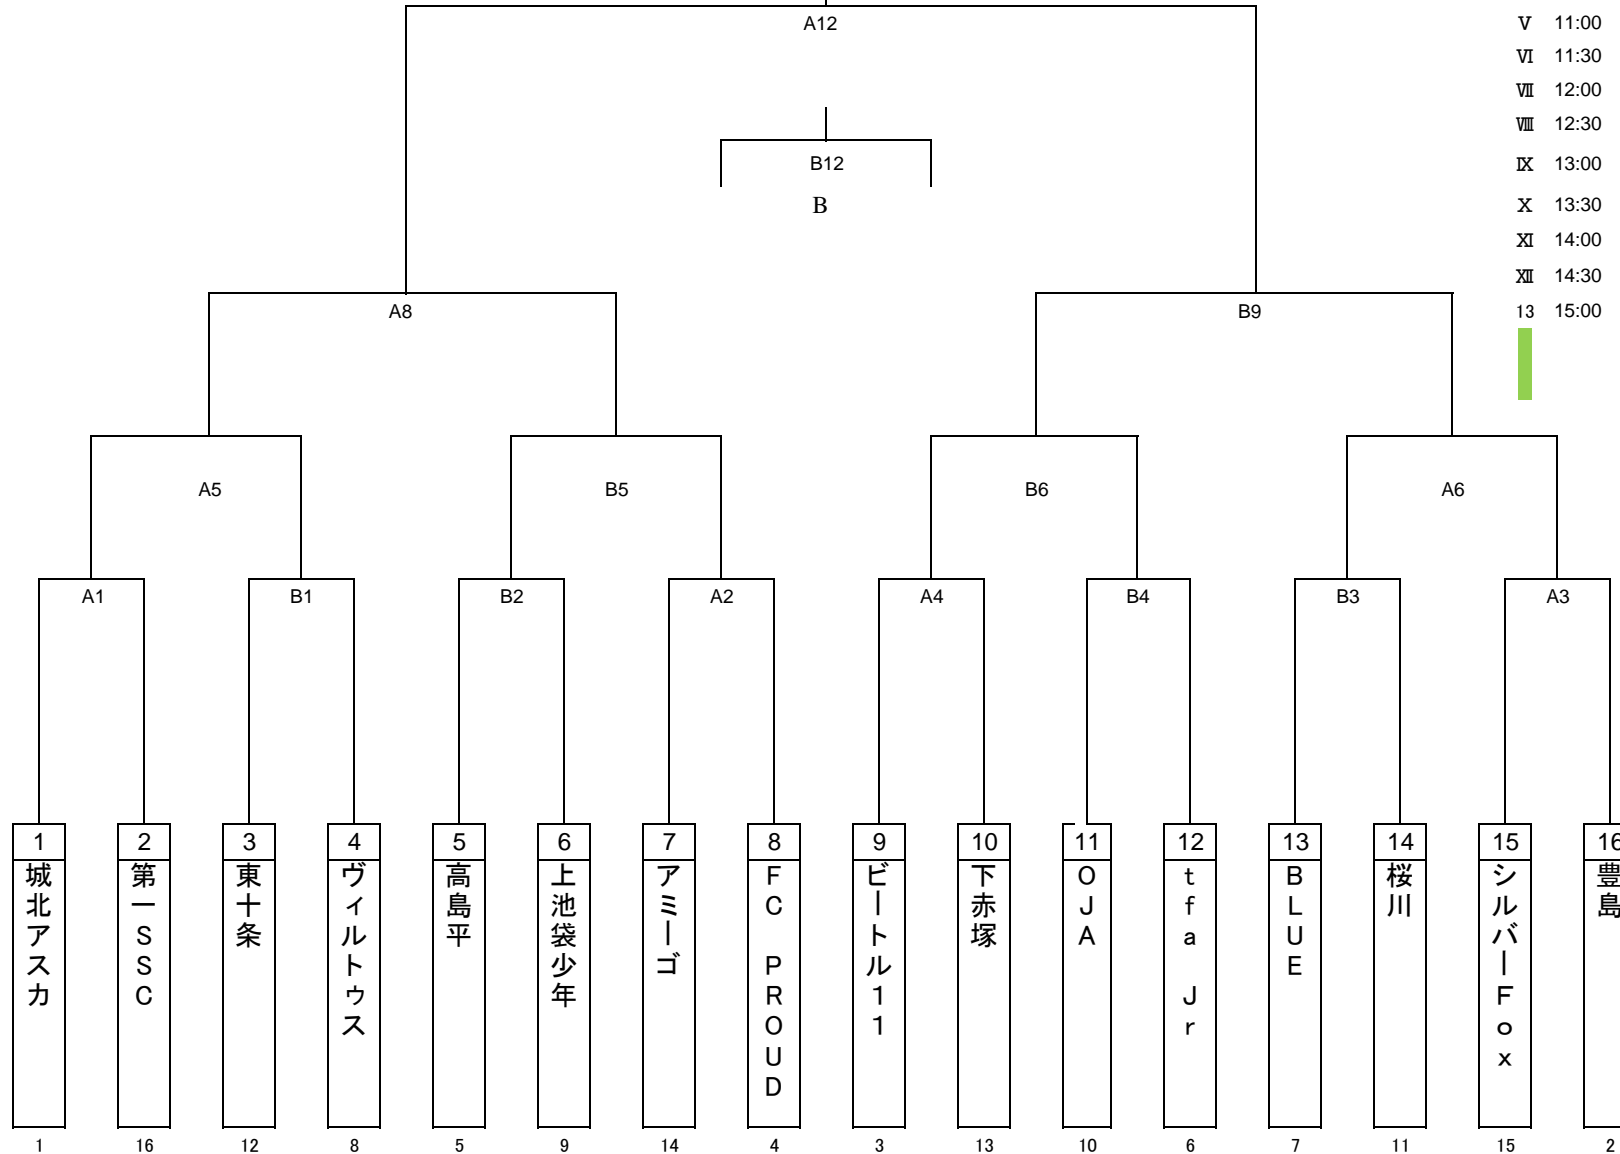 A12
Ⅴ 11:00
Ⅵ 11:30
Ⅶ 12:00
Ⅷ 12:30
B12
Ⅸ 13:00
B
Ⅹ 13:30
Ⅺ 14:00
Ⅻ 14:30
A8
B9
13 15:00
A5
B5
B6
A6
A1
B1
B2
A2
A4
B4
B3
A3
1 城北アスカ
2 第一SSC
3 東十条
4 ヴィルトゥス
5 高島平
6 上池袋少年
7 アミーゴ
8 FC PROUD
9 ビートル11
10 下赤塚
11 OJA
12 tfa Jr
13 BLUE
14 桜川
15 シルバーFox
16 豊島
1 16 12 8 5 9 14 4 3 13 10 6 7 11 15 2